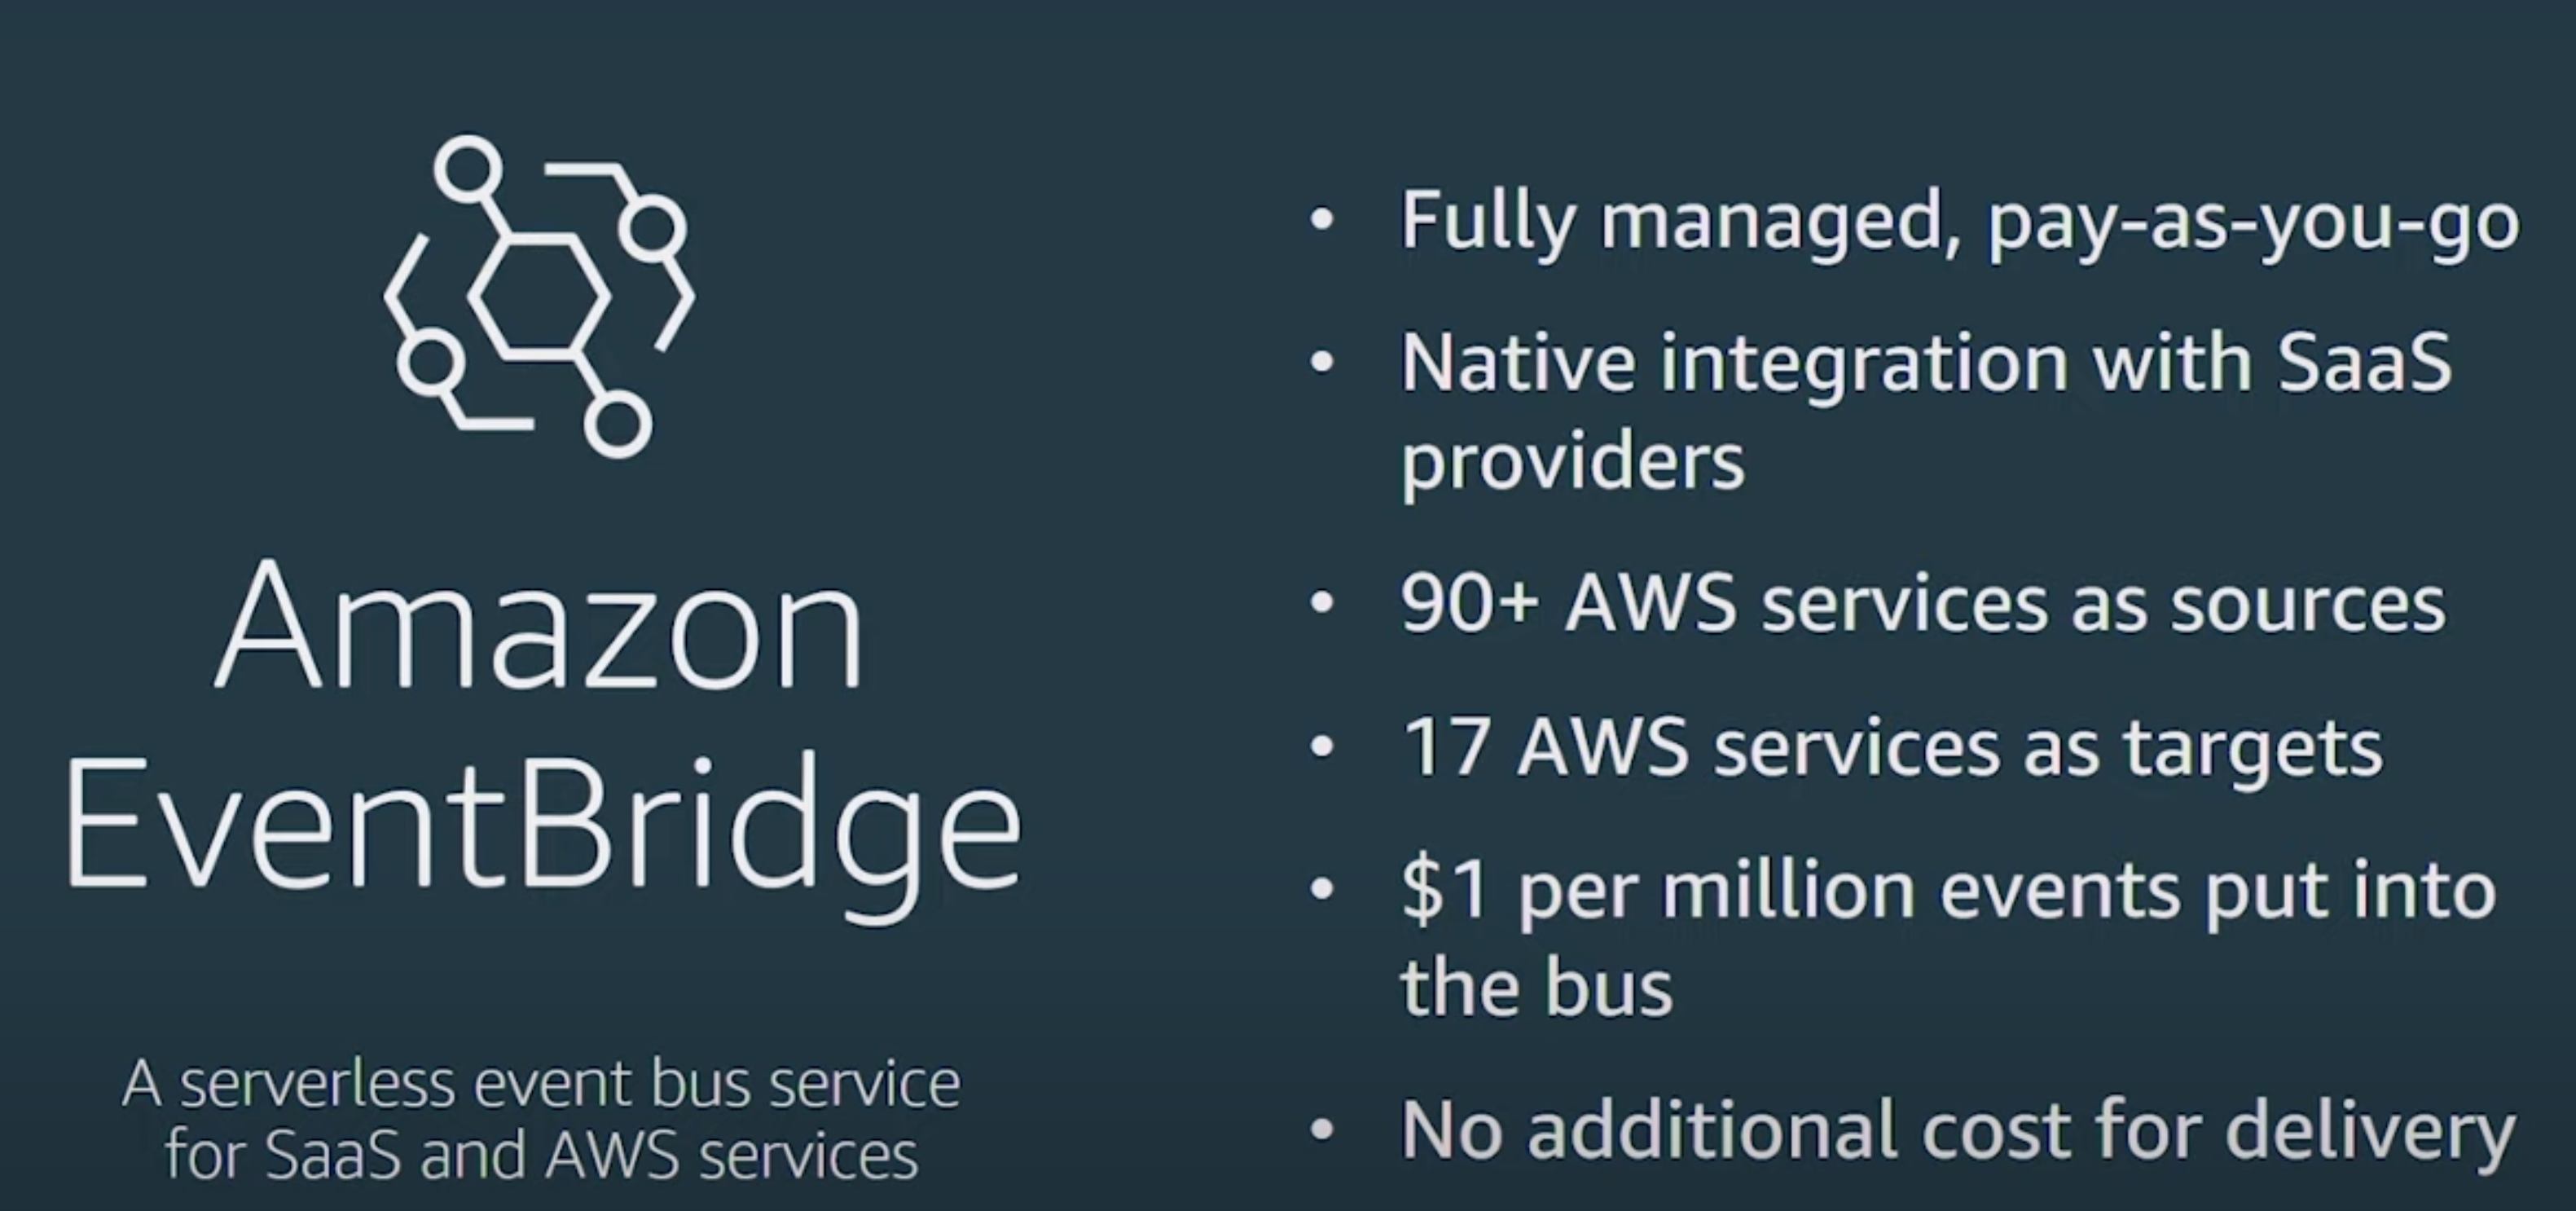 Amazon
EventBridge
A serverless event bus service
for SaaS and AWS services
• Fully managed, pay-as-you-go
• Native integration with SaaS
providers
• 90+ AWS services as sources
• 17 AWS services as targets
• $1 per million events put into
the bus
• No additional cost for delivery